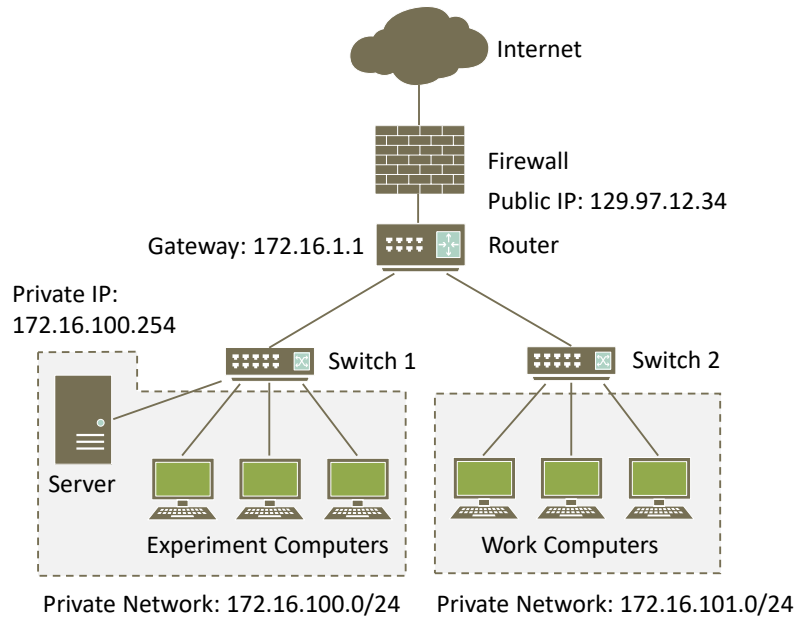 Internet
Firewall
Public IP: 129.97.12.34
Gateway: 172.16.1.1
Router
Private IP:
172.16.100.254
Switch 1
Switch 2
Server
Experiment Computers
Work Computers
Private Network: 172.16.100.0/24
Private Network: 172.16.101.0/24